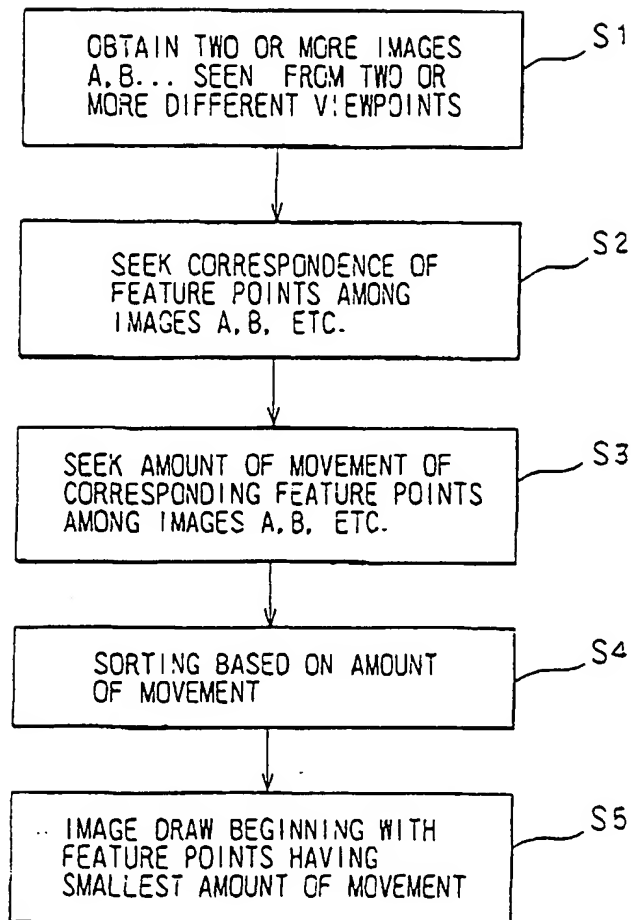 OBTAIN TWO OR MORE IMAGES
A,B... SEEN FROM TWO OR
MORE DIFFERENT VIEWPOINTS
S1
SEEK CORRESPONDENCE OF
FEATURE POINTS AMONG
IMAGES A,B, ETC.
S2
SEEK AMOUNT OF MOVEMENT OF
CORRESPONDING FEATURE POINTS
AMONG IMAGES A,B, ETC.
S3
SORTING BASED ON AMOUNT
OF MOVEMENT
S4
IMAGE DRAW BEGINNING WITH
FEATURE POINTS HAVING
SMALLEST AMOUNT OF MOVEMENT
S5